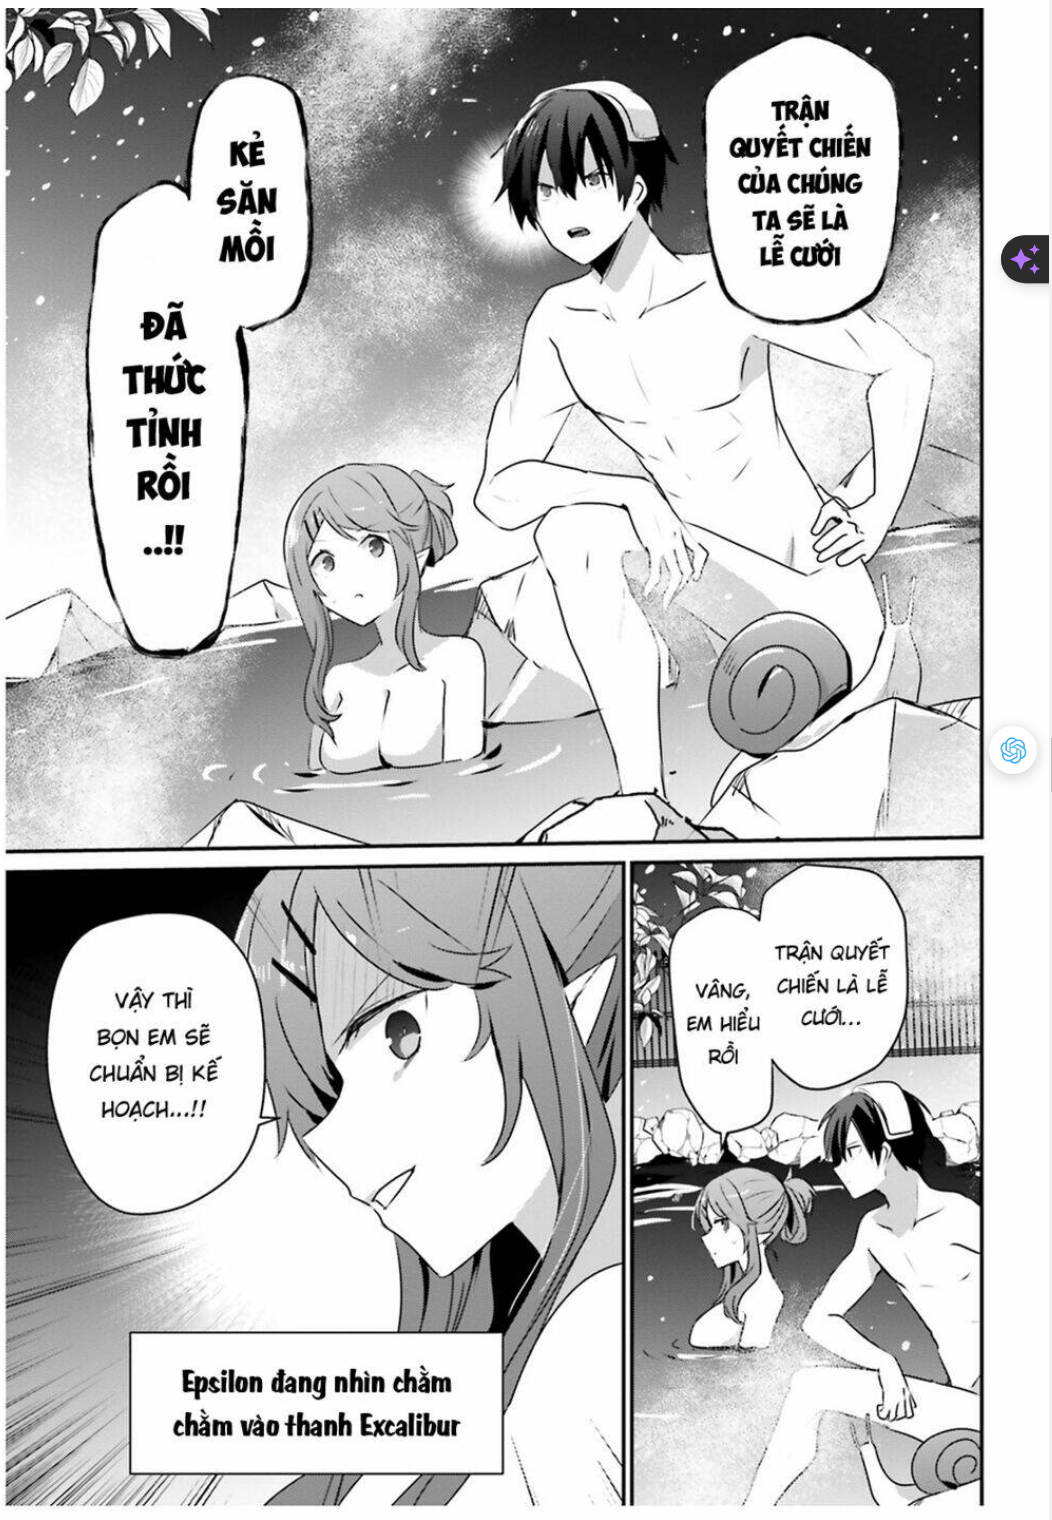 TRẬN
QUYẾT CHIẾN
CỦA CHÚNG
TA SẼ LÀ
LỄ CƯỚI
KẺ
SĂN
MỒI
ĐÃ
THỨC
TỈNH
RỒI
..!!
TRẬN QUYẾT
CHIẾN LÀ LỄ
CƯỚI...
VÂNG,
EM HIỂU
RỒI
VẬY THÌ
BỌN EM SẼ
CHUẨN BỊ KẾ
HOẠCH...!!
Epsilon đang nhìn chằm
chằm vào thanh Excalibur